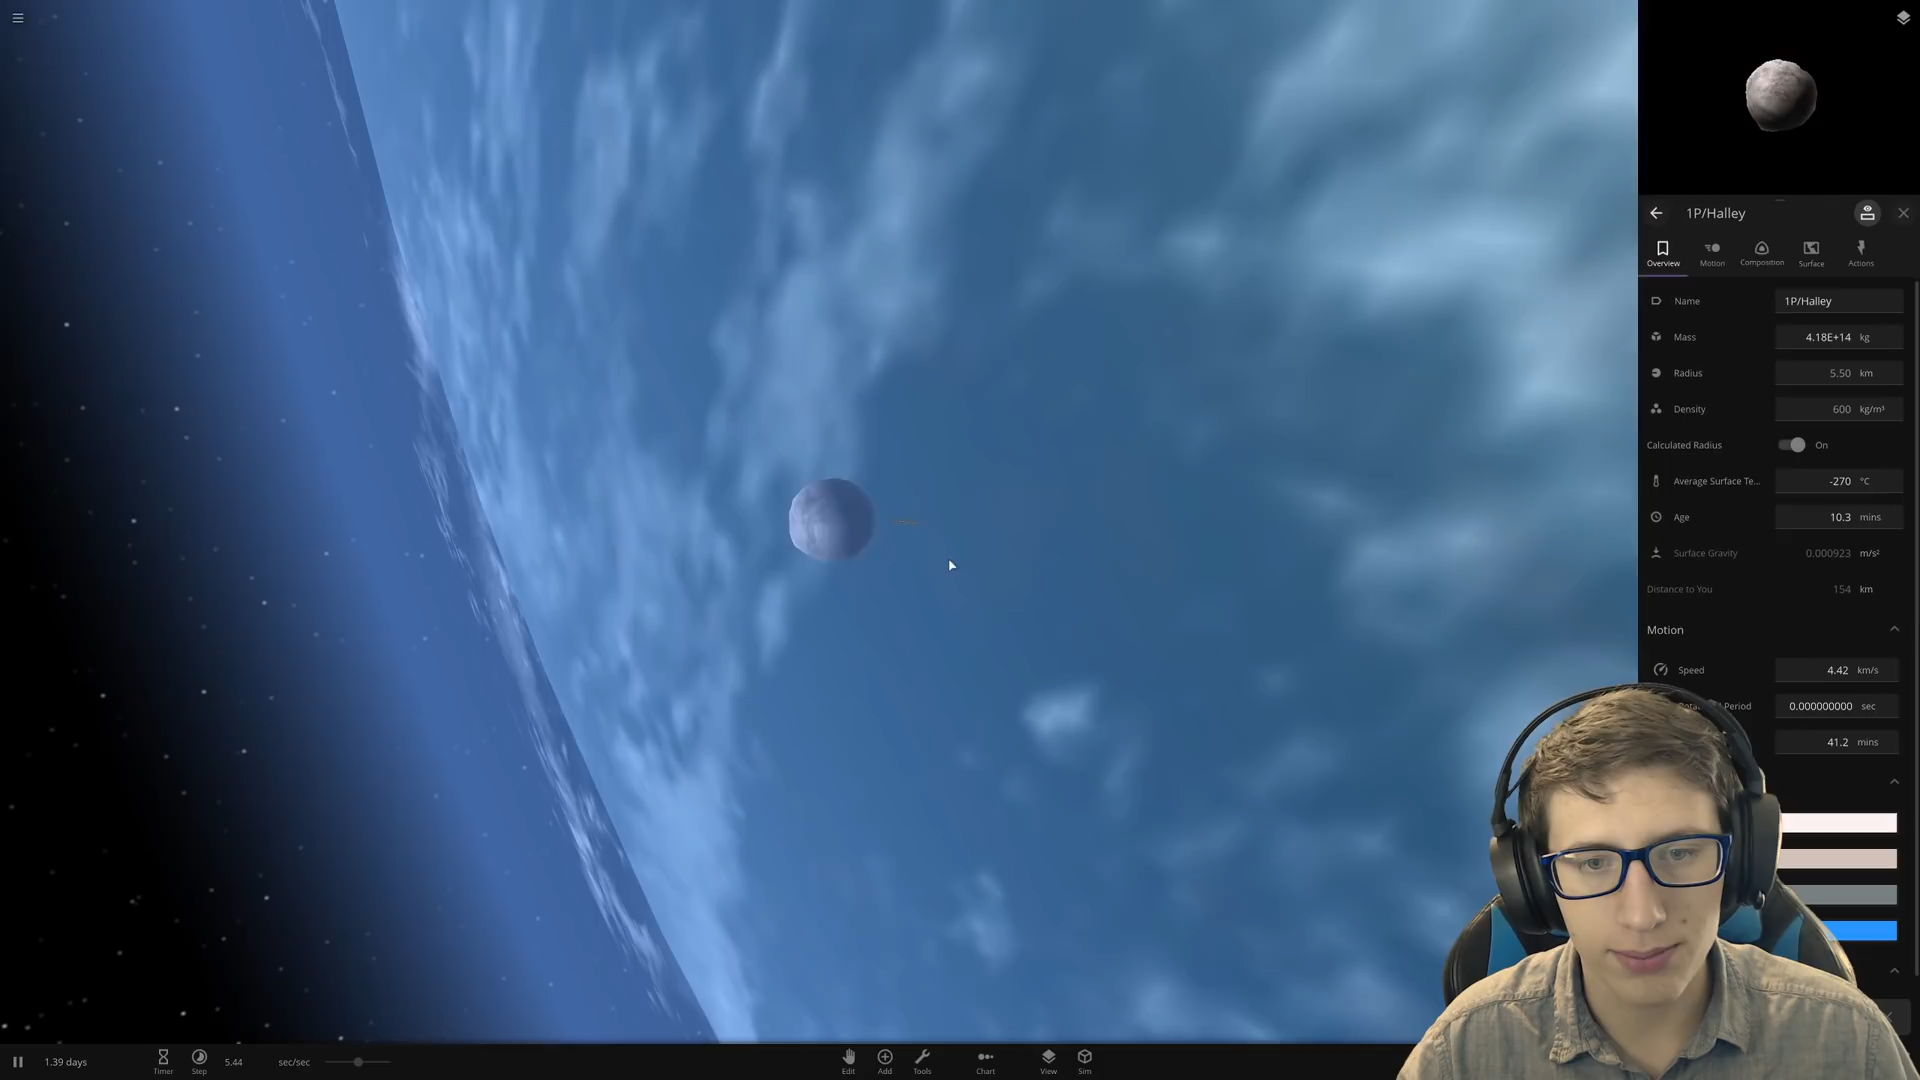 1P/Halley
Overview
Motion
Composition
Surface
Actions
Name 1P/Halley
Mass 4.18E+14 kg
Radius 5.50 km
Density 600 kg/m³
Calculated Radius On
Average Surface Te...
-270 °C
Age 10.3 mins
Surface Gravity 0.000923 m/s²
Distance to You 154 km
Motion
Speed 4.42 km/s
Period 0.000000000 sec
41.2 mins
1.39 days
Timer
Step
5.44 sec/sec
Edit
Add
Tools
Chart
View
Sim